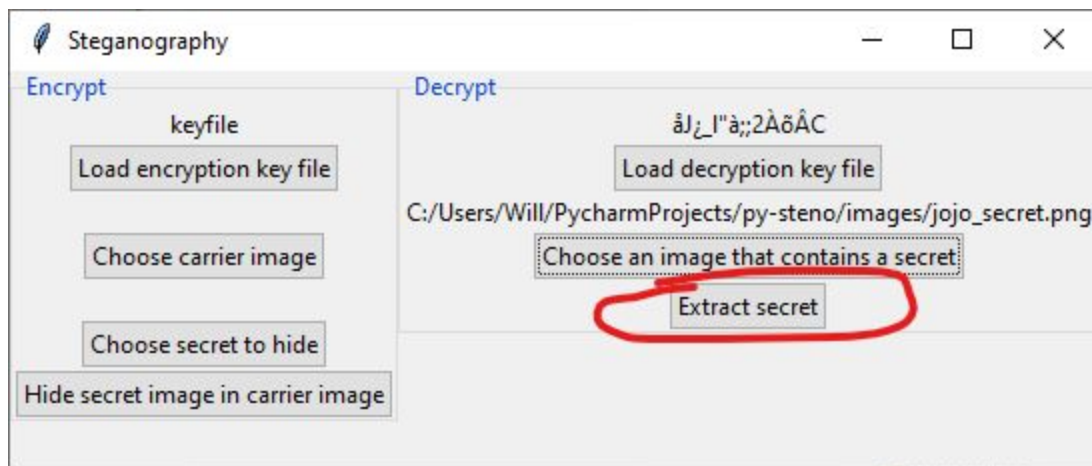 Steganography
Encrypt
keyfile
Load encryption key file
Choose carrier image
Choose secret to hide
Hide secret image in carrier image
Decrypt
åJ¿_I"à;;2ÀõÂC
Load decryption key file
C:/Users/Will/PycharmProjects/py-steno/images/jojo_secret.png
Choose an image that contains a secret
Extract secret